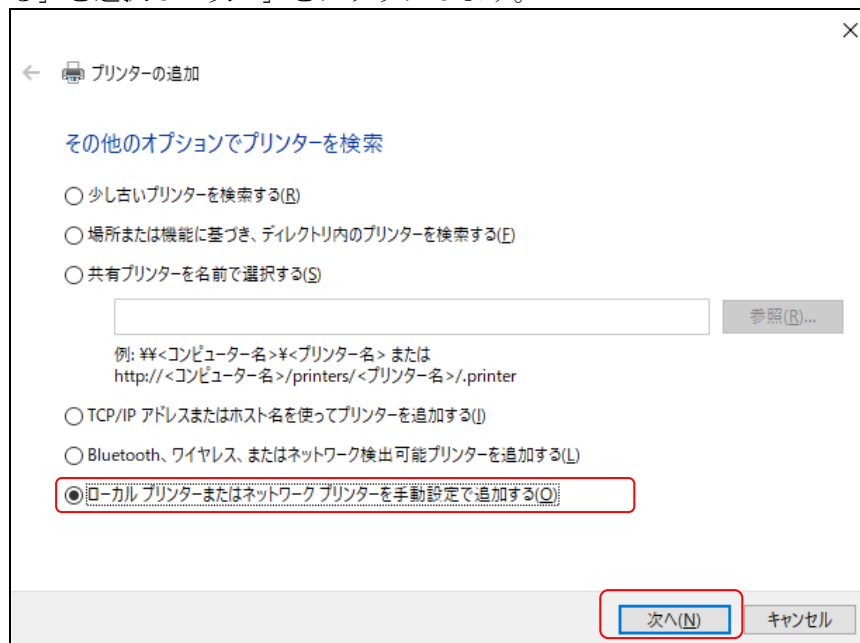 プリンターの追加
その他のオプションでプリンターを検索
少し古いプリンターを検索する(R)
場所または機能に基づき、ディレクトリ内のプリンターを検索する(F)
共有プリンターを名前で選択する(S)
参照(R)...
例: ¥¥<コンピューター名>¥<プリンター名> または
http://<コンピューター名>/printers/<プリンター名>/.printer
TCP/IP アドレスまたはホスト名を使ってプリンターを追加する(I)
Bluetooth、ワイヤレス、またはネットワーク検出可能プリンターを追加する(L)
ローカル プリンターまたはネットワーク プリンターを手動設定で追加する(O)
次へ(N) キャンセル